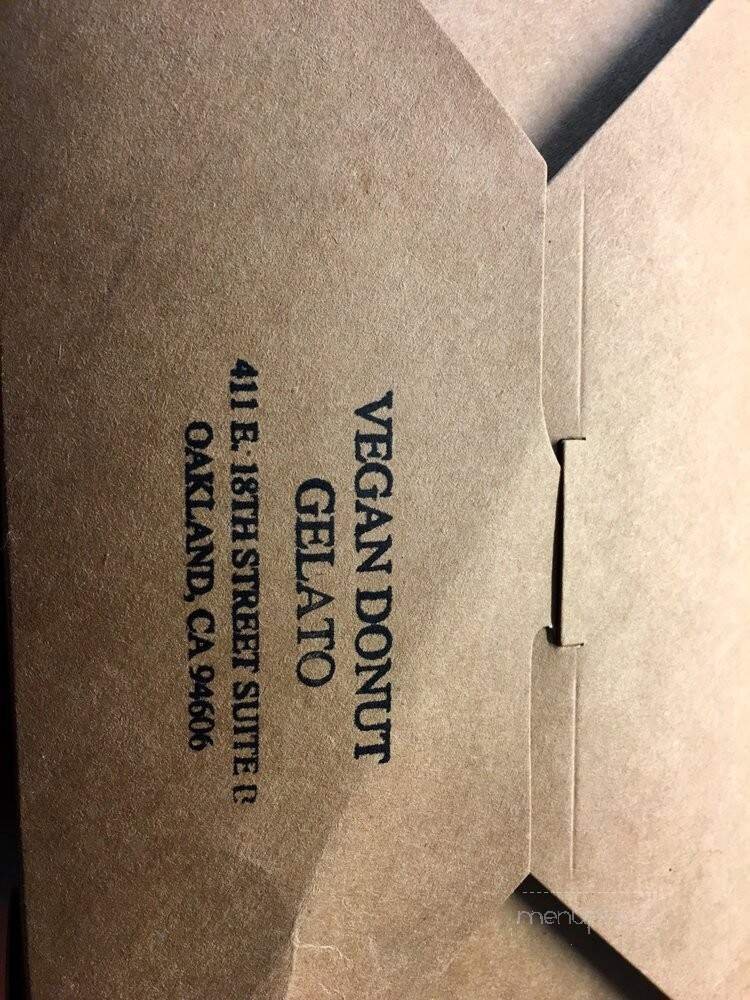 VEGAN DONUT
GELATO
411 E. 18TH STREET SUITE
OAKLAND, CA 94606